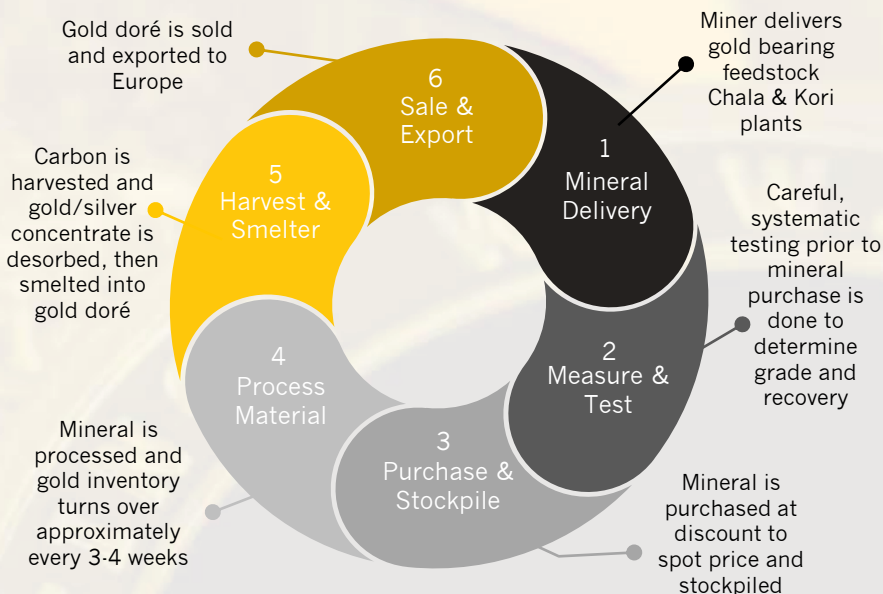 Miner delivers
gold bearing
feedstock
Chala & Kori
plants
1
Mineral
Delivery
Careful,
systematic
testing prior to
mineral
purchase is
done to
determine
grade and
recovery
2
Measure &
Test
Mineral is
purchased at
discount to
spot price and
stockpiled
3
Purchase &
Stockpile
Mineral is
processed and
gold inventory
turns over
approximately
every 3-4 weeks
4
Process
Material
Carbon is
harvested and
gold/silver
concentrate is
desorbed, then
smelted into
gold doré
5
Harvest &
Smelter
Gold doré is sold
and exported to
Europe
6
Sale &
Export